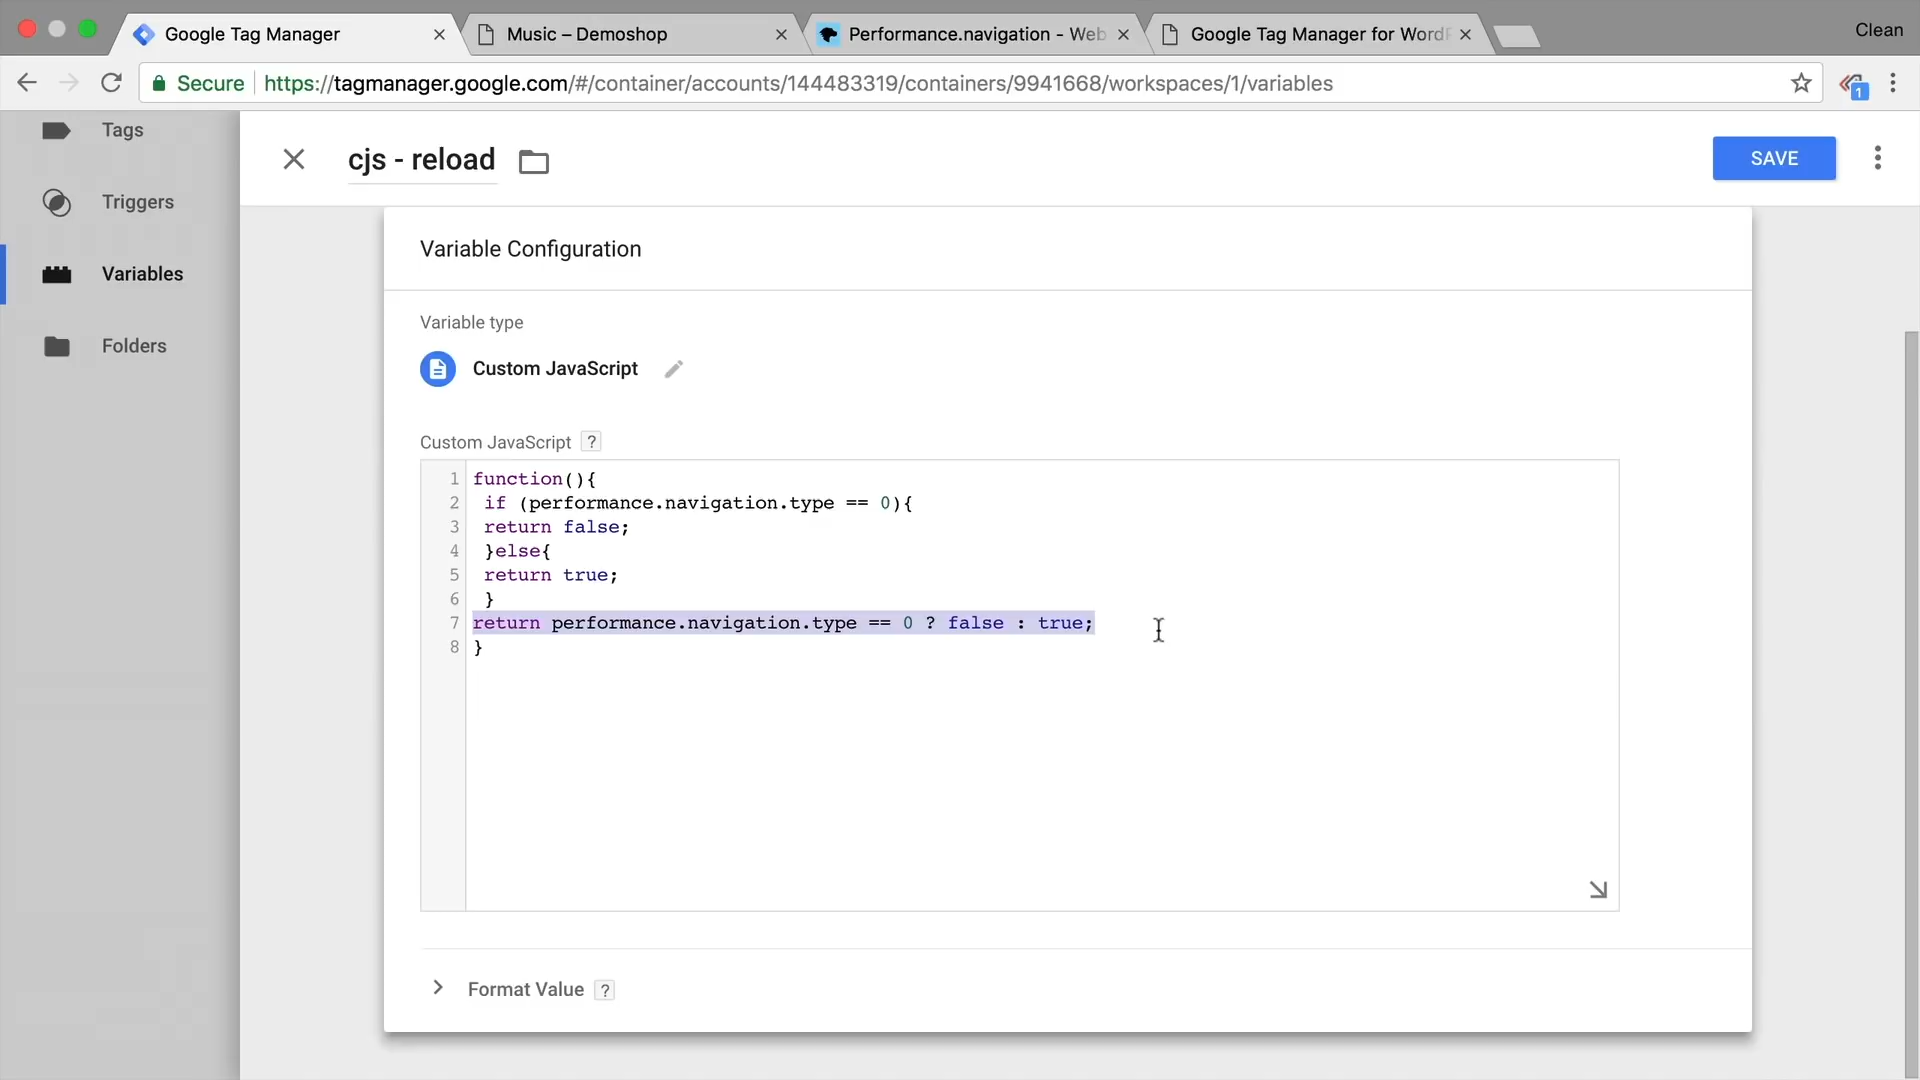 Google Tag Manager
Music – Demoshop
Performance.navigation - Web
Google Tag Manager for WordP
Clean
Secure
https://tagmanager.google.com/#/container/accounts/144483319/containers/9941668/workspaces/1/variables
1
Tags
Triggers
Variables
Folders
cjs - reload
SAVE
Variable Configuration
Variable type
Custom JavaScript
Custom JavaScript ?
1 function(){
2 if (performance.navigation.type == 0){
3 return false;
4 }else{
5 return true;
6 }
7 return performance.navigation.type == 0 ? false : true;
8 }
Format Value ?